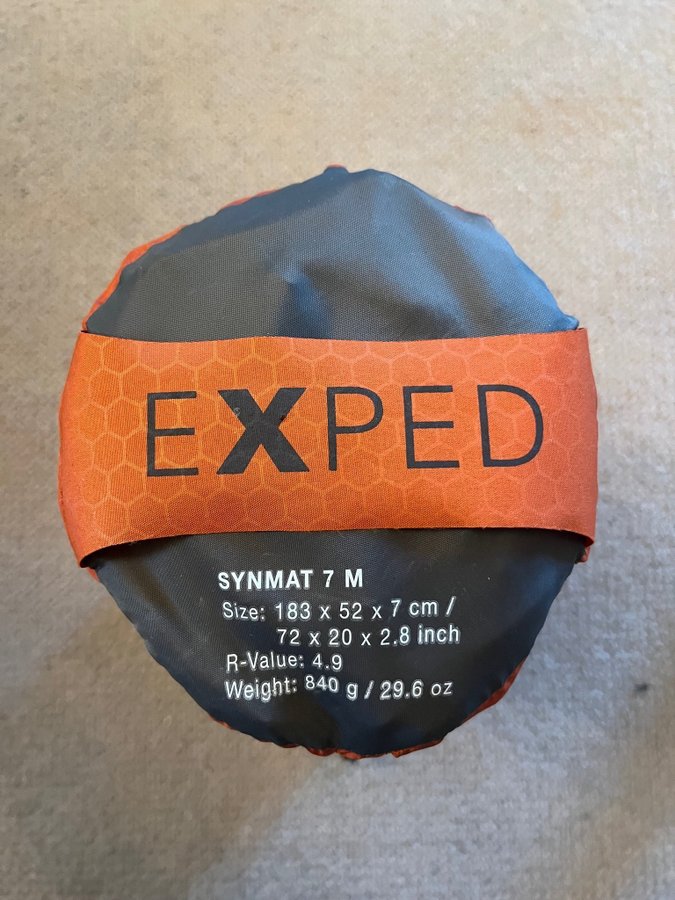 EXPED
SYNMAT 7 M
Size: 183 x 52 x 7 cm /
72 x 20 x 2.8 inch
R-Value: 4.9
Weight: 840 g / 29.6 oz